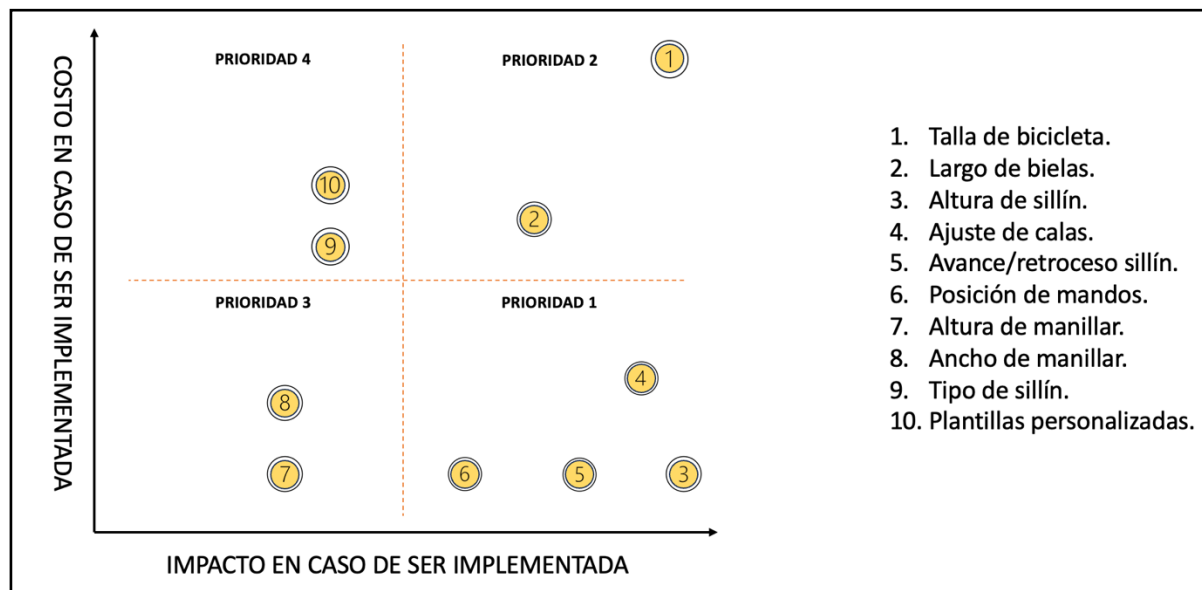 COSTO EN CASO DE SER IMPLEMENTADA
PRIORIDAD 4
PRIORIDAD 2
1
10
2
9
PRIORIDAD 3
PRIORIDAD 1
4
8
7
6
5
3
IMPACTO EN CASO DE SER IMPLEMENTADA
1. Talla de bicicleta.
2. Largo de bielas.
3. Altura de sillín.
4. Ajuste de calas.
5. Avance/retroceso sillín.
6. Posición de mandos.
7. Altura de manillar.
8. Ancho de manillar.
9. Tipo de sillín.
10. Plantillas personalizadas.